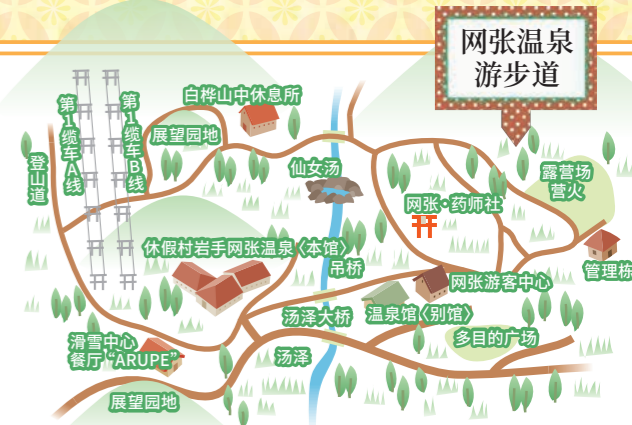 网张温泉
游步道
第1缆车A线
第1缆车B线
白桦山中休息所
展望园地
登山道
仙女汤
露营场
营火
网张·药师社
休假村岩手网张温泉〈本馆〉
吊桥
管理栋
网张游客中心
汤泽大桥
温泉馆〈别馆〉
多目的广场
滑雪中心
餐厅“ARUPE”
汤泽
展望园地